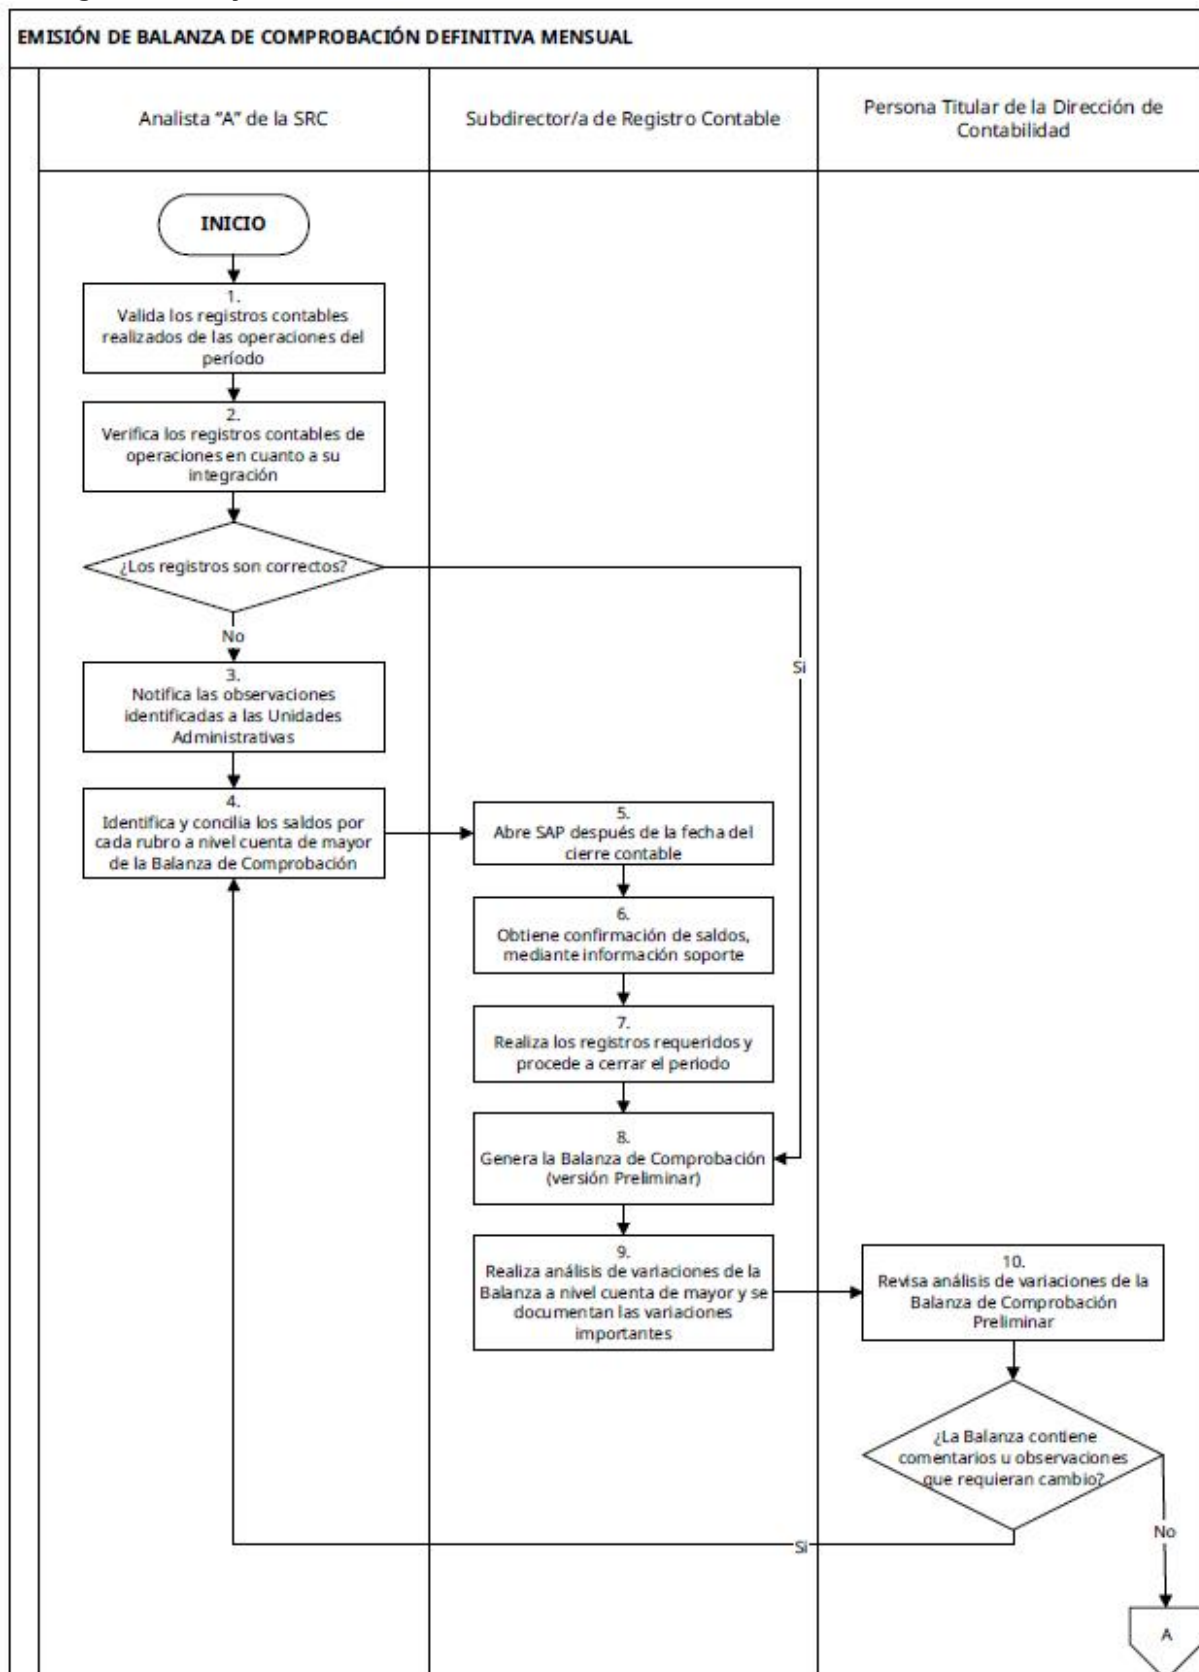 EMISIÓN DE BALANZA DE COMPROBACIÓN DEFINITIVA MENSUAL
Analista “A” de la SRC
Subdirector/a de Registro Contable
Persona Titular de la Dirección de
Contabilidad
INICIO
1.
Valida los registros contables
realizados de las operaciones del
período
2.
Verifica los registros contables de
operaciones en cuanto a su
integración
¿Los registros son correctos?
No
Si
3.
Notifica las observaciones
identificadas a las Unidades
Administrativas
4.
Identifica y concilia los saldos por
cada rubro a nivel cuenta de mayor
de la Balanza de Comprobación
5.
Abre SAP después de la fecha del
cierre contable
6.
Obtiene confirmación de saldos,
mediante información soporte
7.
Realiza los registros requeridos y
procede a cerrar el periodo
8.
Genera la Balanza de Comprobación
(versión Preliminar)
9.
Realiza análisis de variaciones de la
Balanza a nivel cuenta de mayor y se
documentan las variaciones
importantes
10.
Revisa análisis de variaciones de la
Balanza de Comprobación
Preliminar
¿La Balanza contiene
comentarios u observaciones
que requieran cambio?
No
Si
A